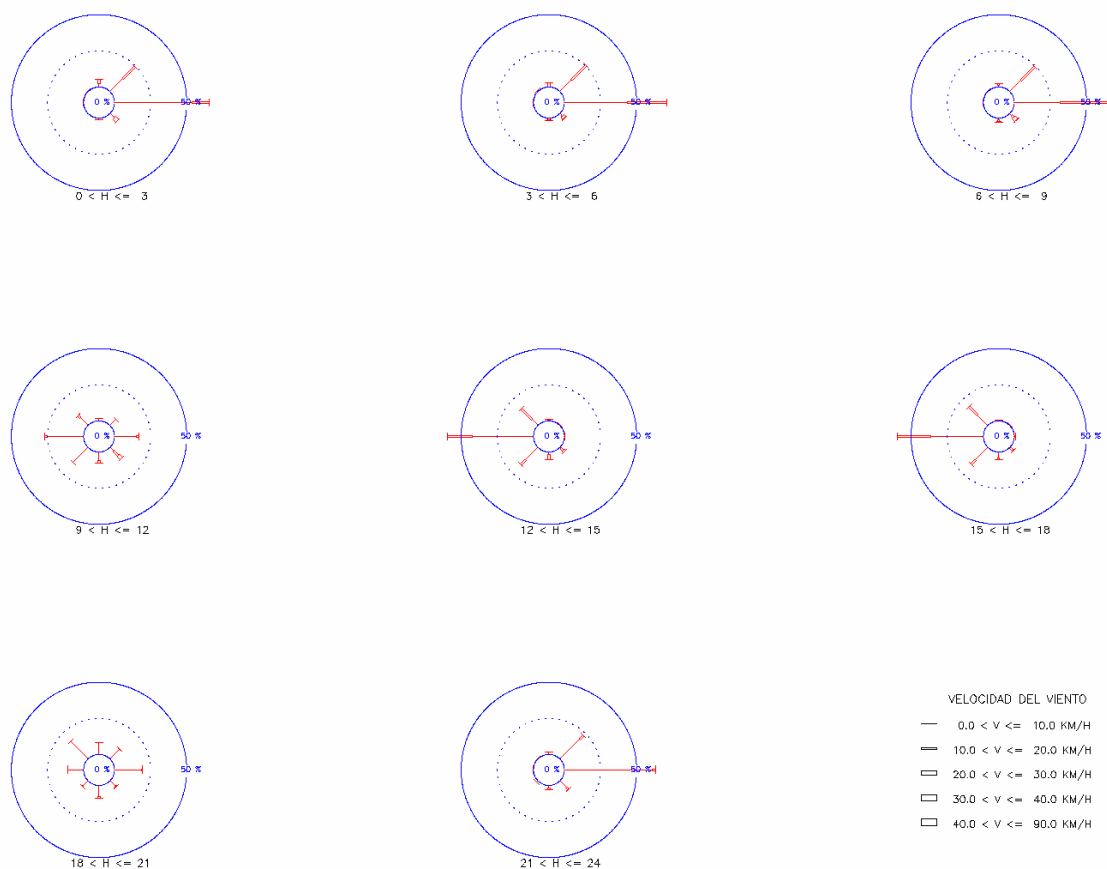 0 %
50 %
0 < H <= 3
0 %
50 %
3 < H <= 6
0 %
50 %
6 < H <= 9
0 %
50 %
9 < H <= 12
0 %
50 %
12 < H <= 15
0 %
50 %
15 < H <= 18
0 %
50 %
18 < H <= 21
0 %
50 %
21 < H <= 24
VELOCIDAD DEL VIENTO
0.0 < V <= 10.0 KM/H
10.0 < V <= 20.0 KM/H
20.0 < V <= 30.0 KM/H
30.0 < V <= 40.0 KM/H
40.0 < V <= 90.0 KM/H